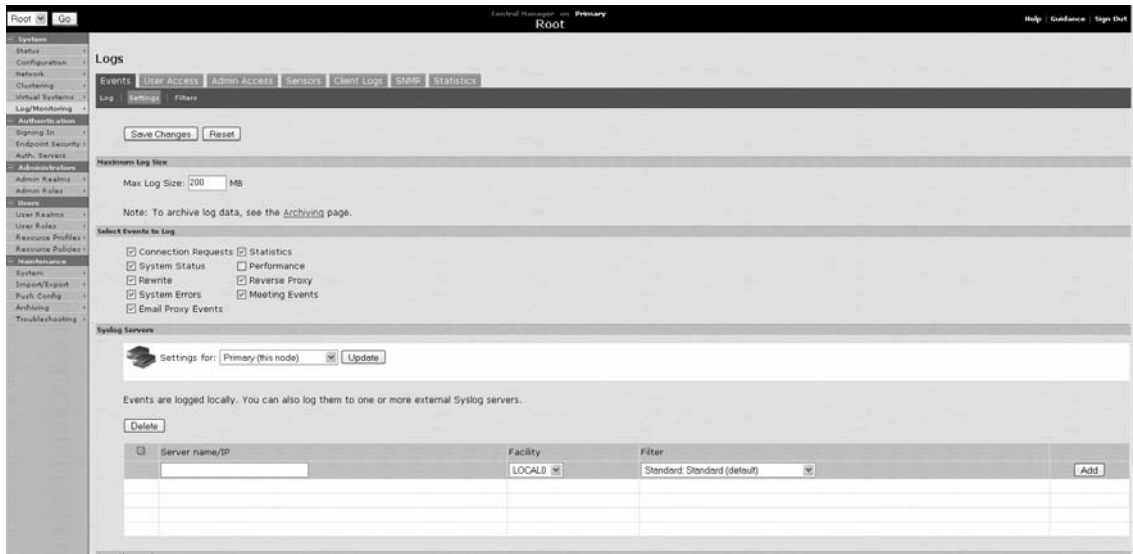 Root Go
Central Manager on Primary
Root
Help | Guidance | Sign Out
System
Status
Configuration
Network
Clustering
Virtual Systems
Log/Monitoring
Authentication
Signing In
Endpoint Security
Auth. Servers
Administrators
Admin Realms
Admin Roles
Users
User Realms
User Roles
Resource Profiles
Resource Policies
Maintenance
System
Import/Export
Push Config
Archiving
Troubleshooting
Logs
Events User Access Admin Access Sensors Client Logs SNMP Statistics
Log Settings Filters
Save Changes Reset
Maximum Log Size
Max Log Size: 200 MB
Note: To archive log data, see the Archiving page.
Select Events to Log
Connection Requests Statistics
System Status Performance
Rewrite Reverse Proxy
System Errors Meeting Events
Email Proxy Events
Syslog Servers
Settings for: Primary (this node) Update
Events are logged locally. You can also log them to one or more external Syslog servers.
Delete
Server name/IP Facility Filter
LOCAL0 Standard: Standard (default) Add